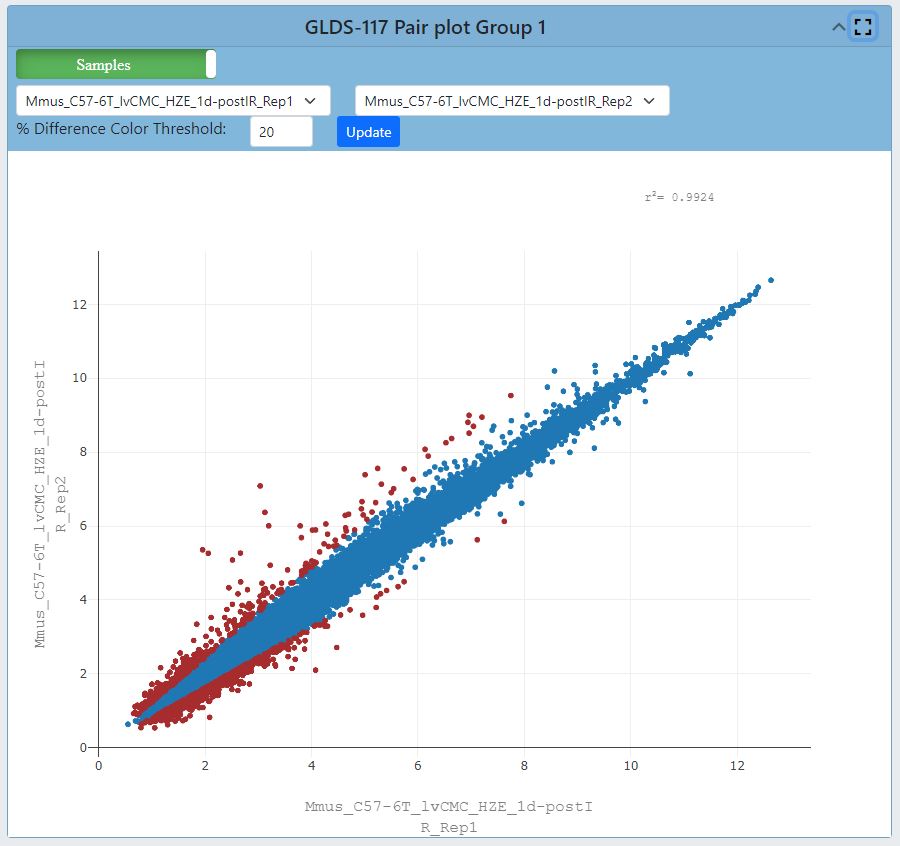 GLDS-117 Pair plot Group 1
Samples
Mmus_C57-6T_lvCMC_HZE_1d-postIR_Rep1
Mmus_C57-6T_lvCMC_HZE_1d-postIR_Rep2
% Difference Color Threshold:
20
Update
r²= 0.9924
12
10
8
6
4
2
0
Mmus_C57-6T_lvCMC_HZE_1d-postI
R_Rep2
0 2 4 6 8 10 12
Mmus_C57-6T_lvCMC_HZE_1d-postI
R_Rep1